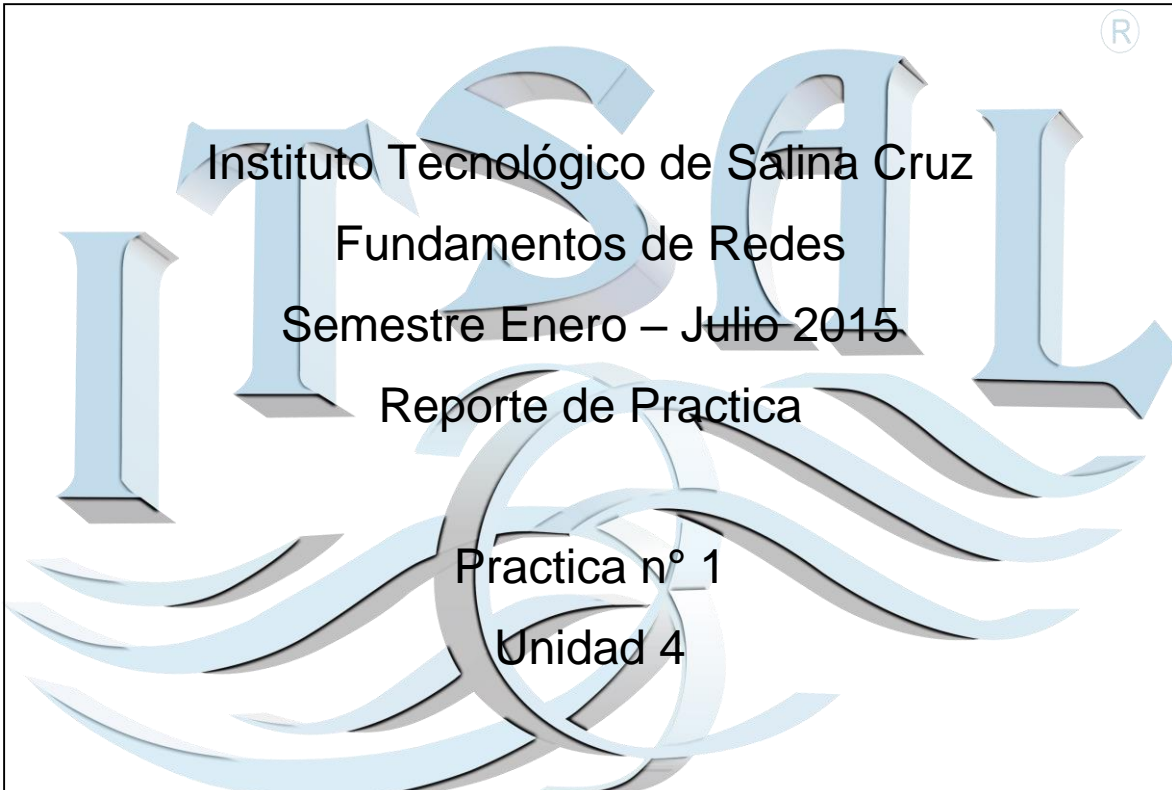 ®
ITSAL
Instituto Tecnológico de Salina Cruz
Fundamentos de Redes
Semestre Enero – Julio 2015
Reporte de Practica
Practica n° 1
Unidad 4